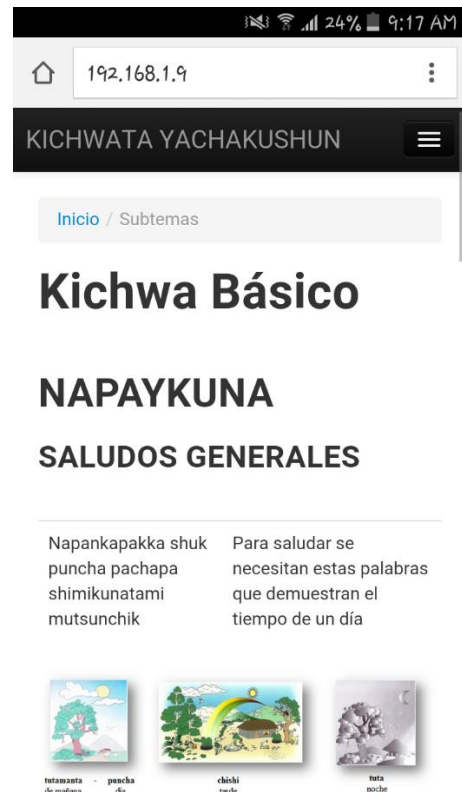 24% 9:17 AM
192.168.1.9
KICHWATA YACHAKUSHUN
Inicio / Subtemas
Kichwa Básico
NAPAYKUNA
SALUDOS GENERALES
Napankapakka shuk
puncha pachapa
shimikunatami
mutsunchik
Para saludar se
necesitan estas palabras
que demuestran el
tiempo de un día
tutamanta - puncha
de mañana día
chishi
tarde
tuta
noche